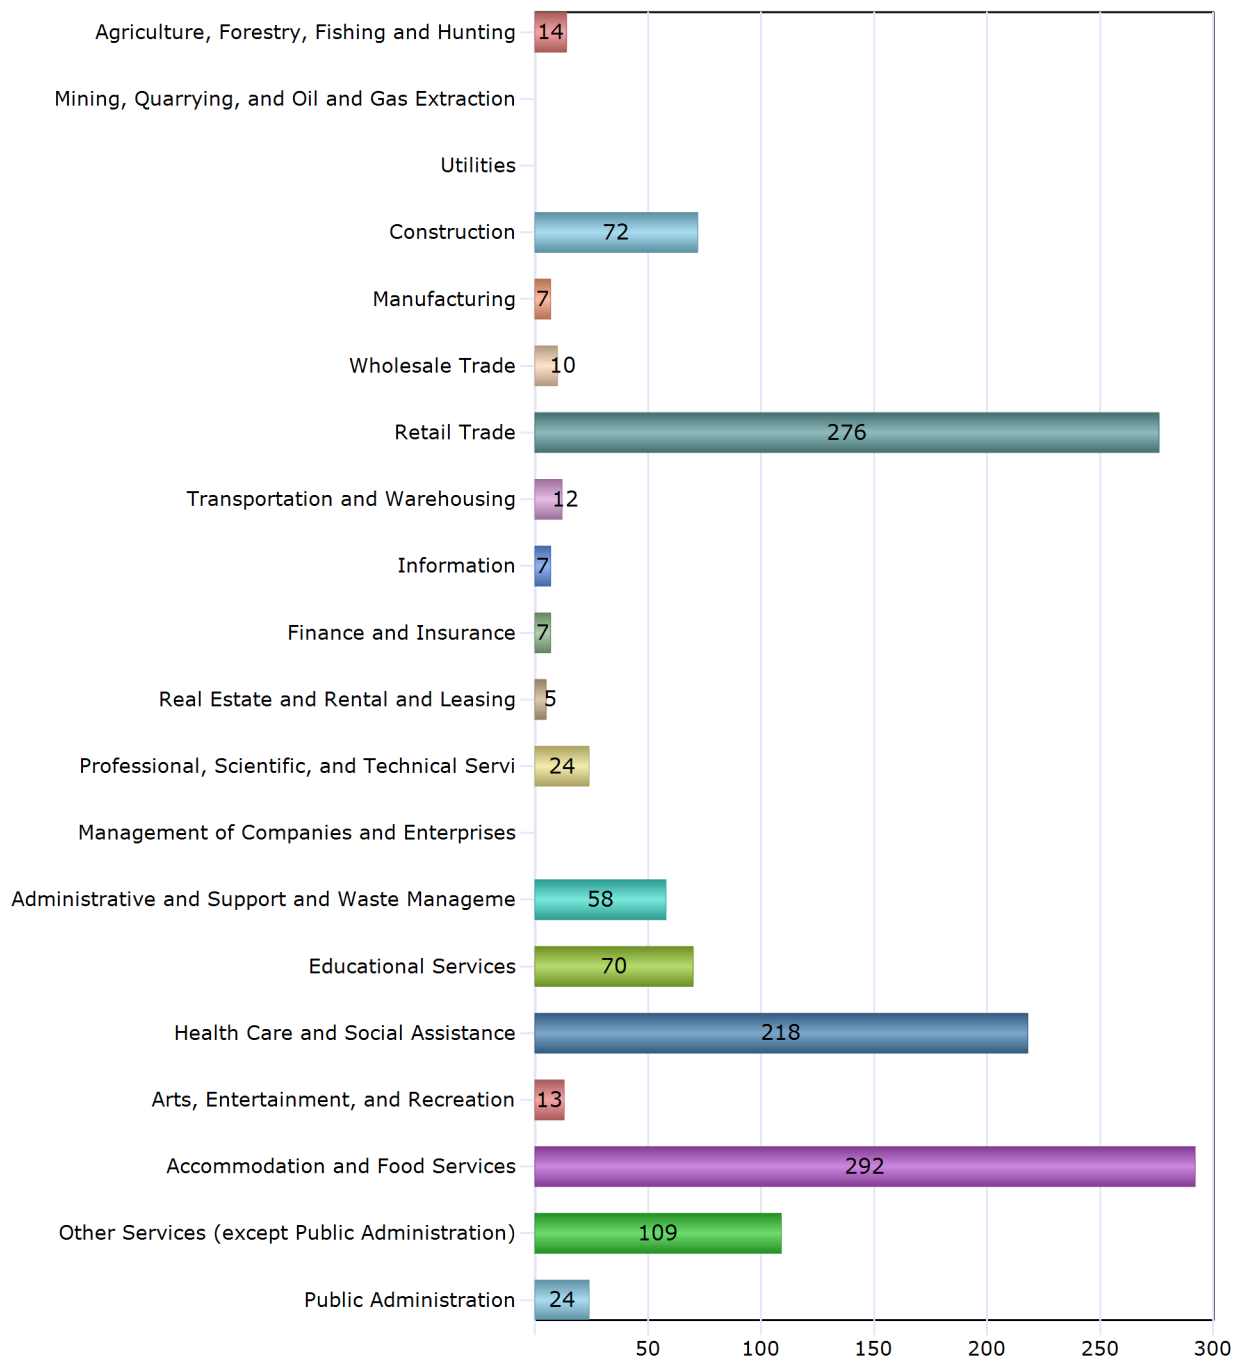 Agriculture, Forestry, Fishing and Hunting 14
Mining, Quarrying, and Oil and Gas Extraction
Utilities
Construction 72
Manufacturing 7
Wholesale Trade 10
Retail Trade 276
Transportation and Warehousing 12
Information 7
Finance and Insurance 7
Real Estate and Rental and Leasing 5
Professional, Scientific, and Technical Servi 24
Management of Companies and Enterprises
Administrative and Support and Waste Manageme 58
Educational Services 70
Health Care and Social Assistance 218
Arts, Entertainment, and Recreation 13
Accommodation and Food Services 292
Other Services (except Public Administration) 109
Public Administration 24
50 100 150 200 250 300